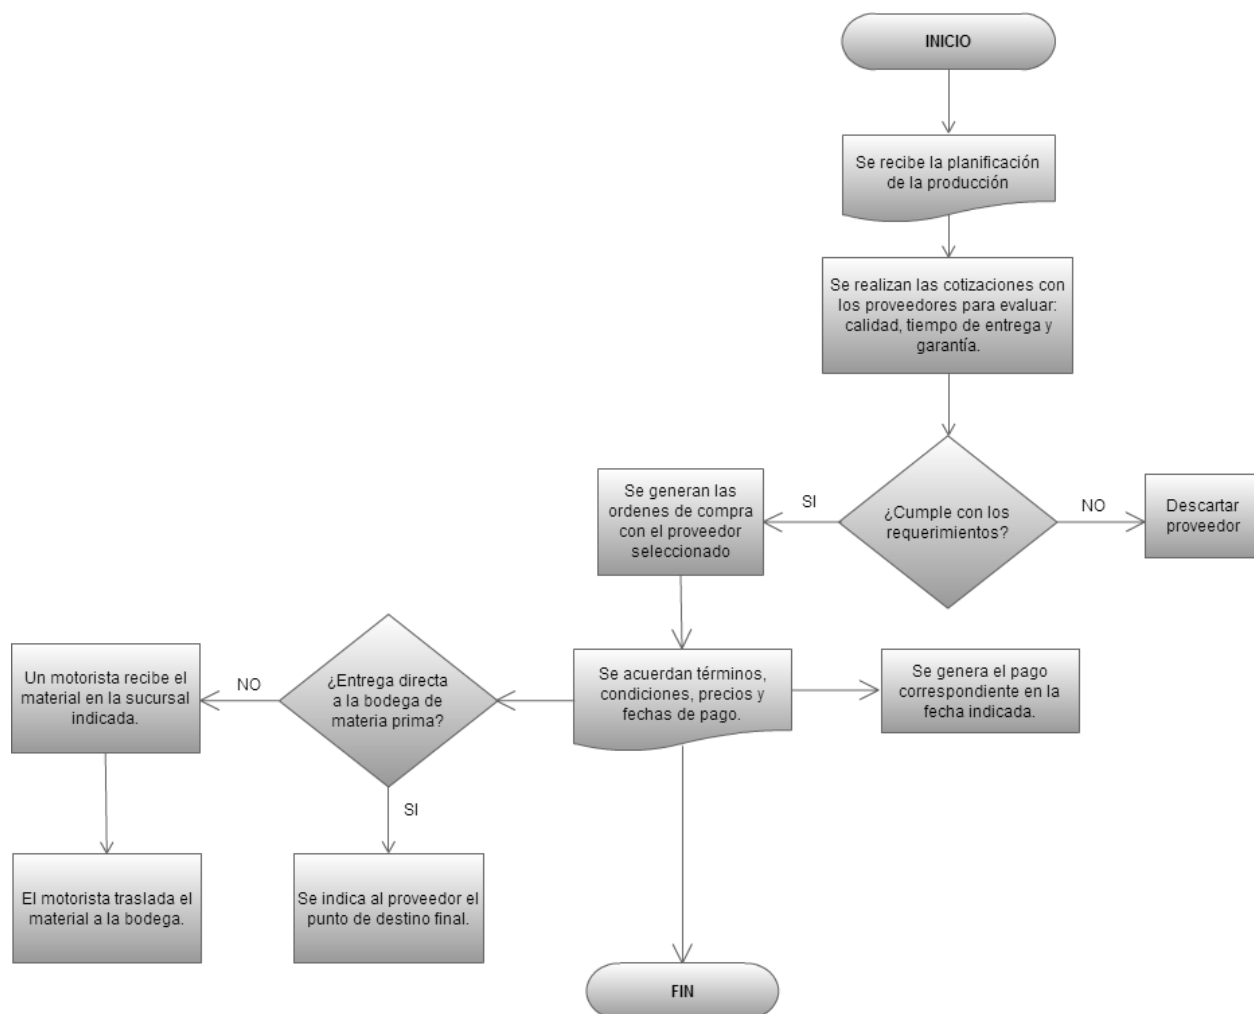 INICIO
Se recibe la planificación
de la producción
Se realizan las cotizaciones con
los proveedores para evaluar:
calidad, tiempo de entrega y
garantía.
¿Cumple con los
requerimientos?
SI
NO
Descartar
proveedor
Se generan las
ordenes de compra
con el proveedor
seleccionado
Se acuerdan términos,
condiciones, precios y
fechas de pago.
Se genera el pago
correspondiente en la
fecha indicada.
¿Entrega directa
a la bodega de
materia prima?
NO
Un motorista recibe el
material en la sucursal
indicada.
El motorista traslada el
material a la bodega.
SI
Se indica al proveedor el
punto de destino final.
FIN